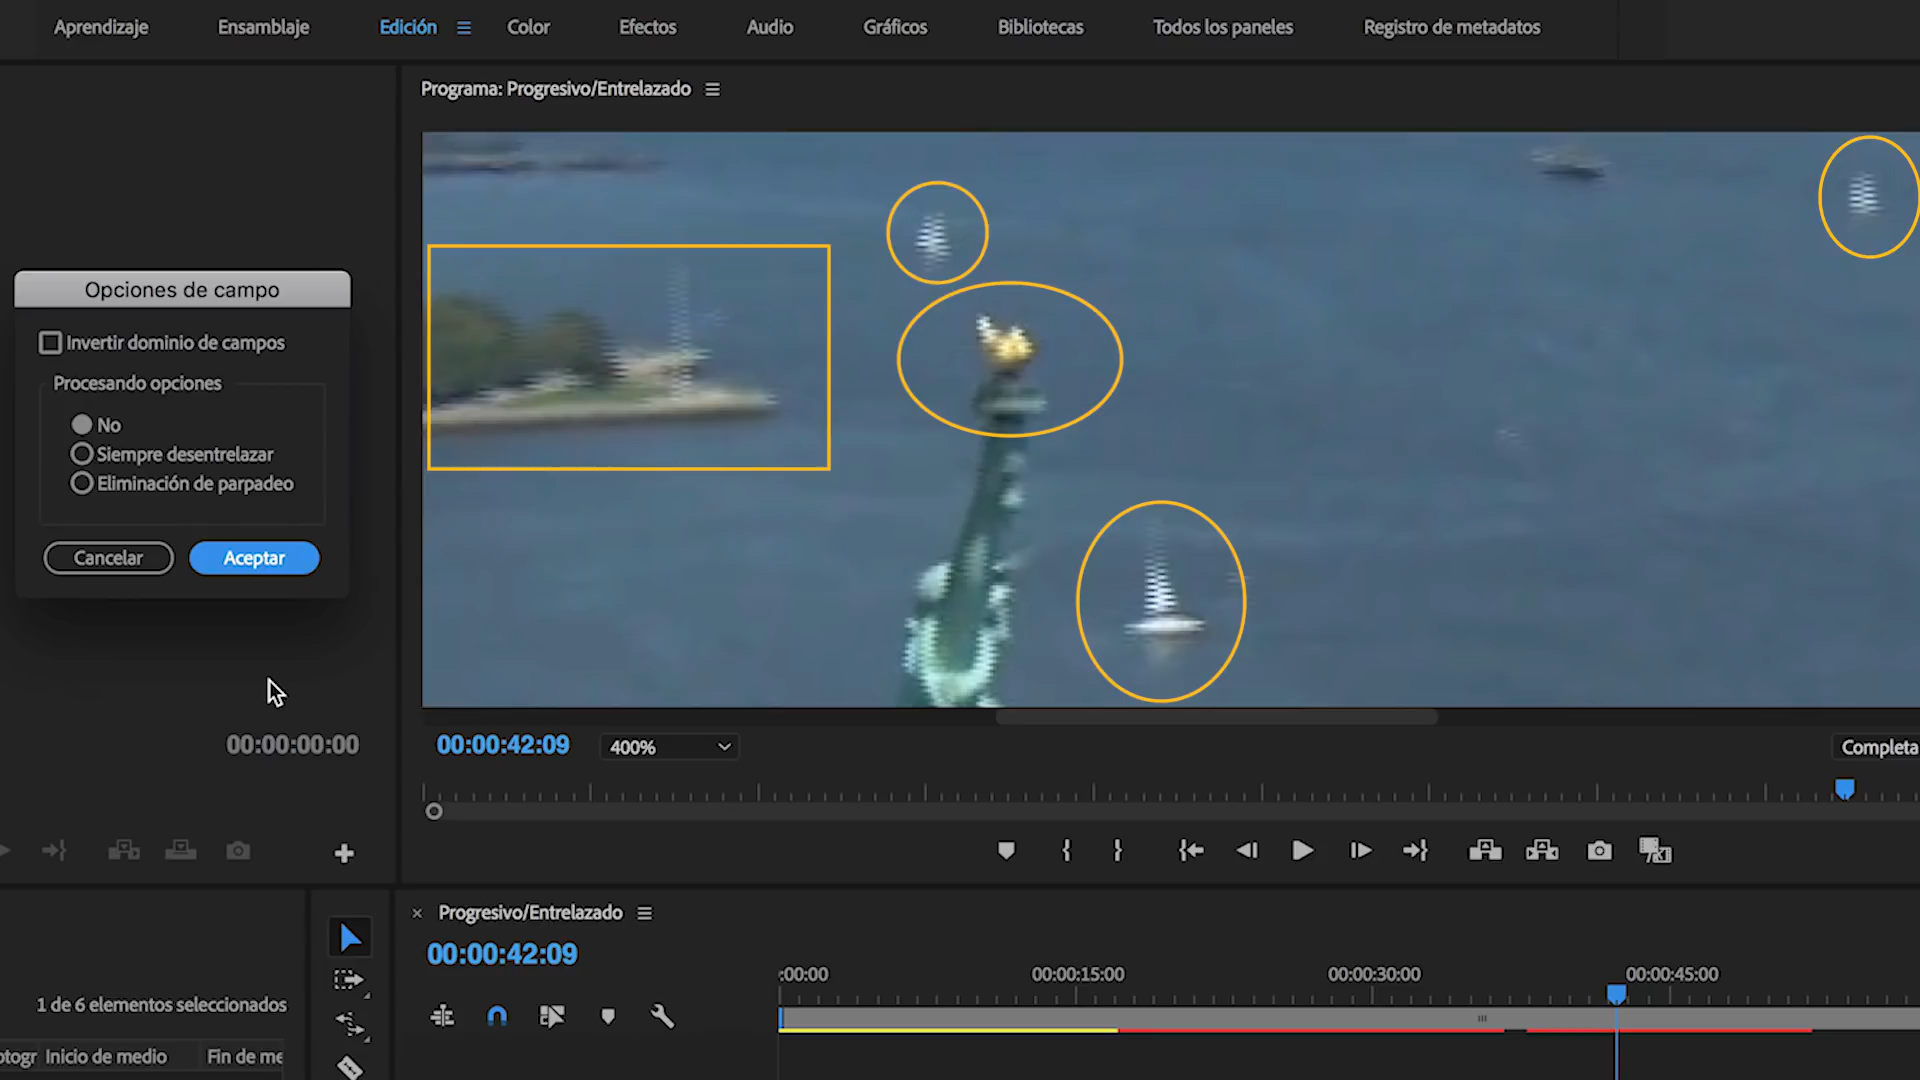 Aprendizaje
Ensamblaje
Edición
Color
Efectos
Audio
Gráficos
Bibliotecas
Todos los paneles
Registro de metadatos
Programa: Progresivo/Entrelazado
Opciones de campo
Invertir dominio de campos
Procesando opciones
No
Siempre desentrelazar
Eliminación de parpadeo
Cancelar
Aceptar
00:00:00:00
00:00:42:09
400%
Completa
Progresivo/Entrelazado
00:00:42:09
:00:00
00:00:15:00
00:00:30:00
00:00:45:00
1 de 6 elementos seleccionados
otogr
Inicio de medio
Fin de me